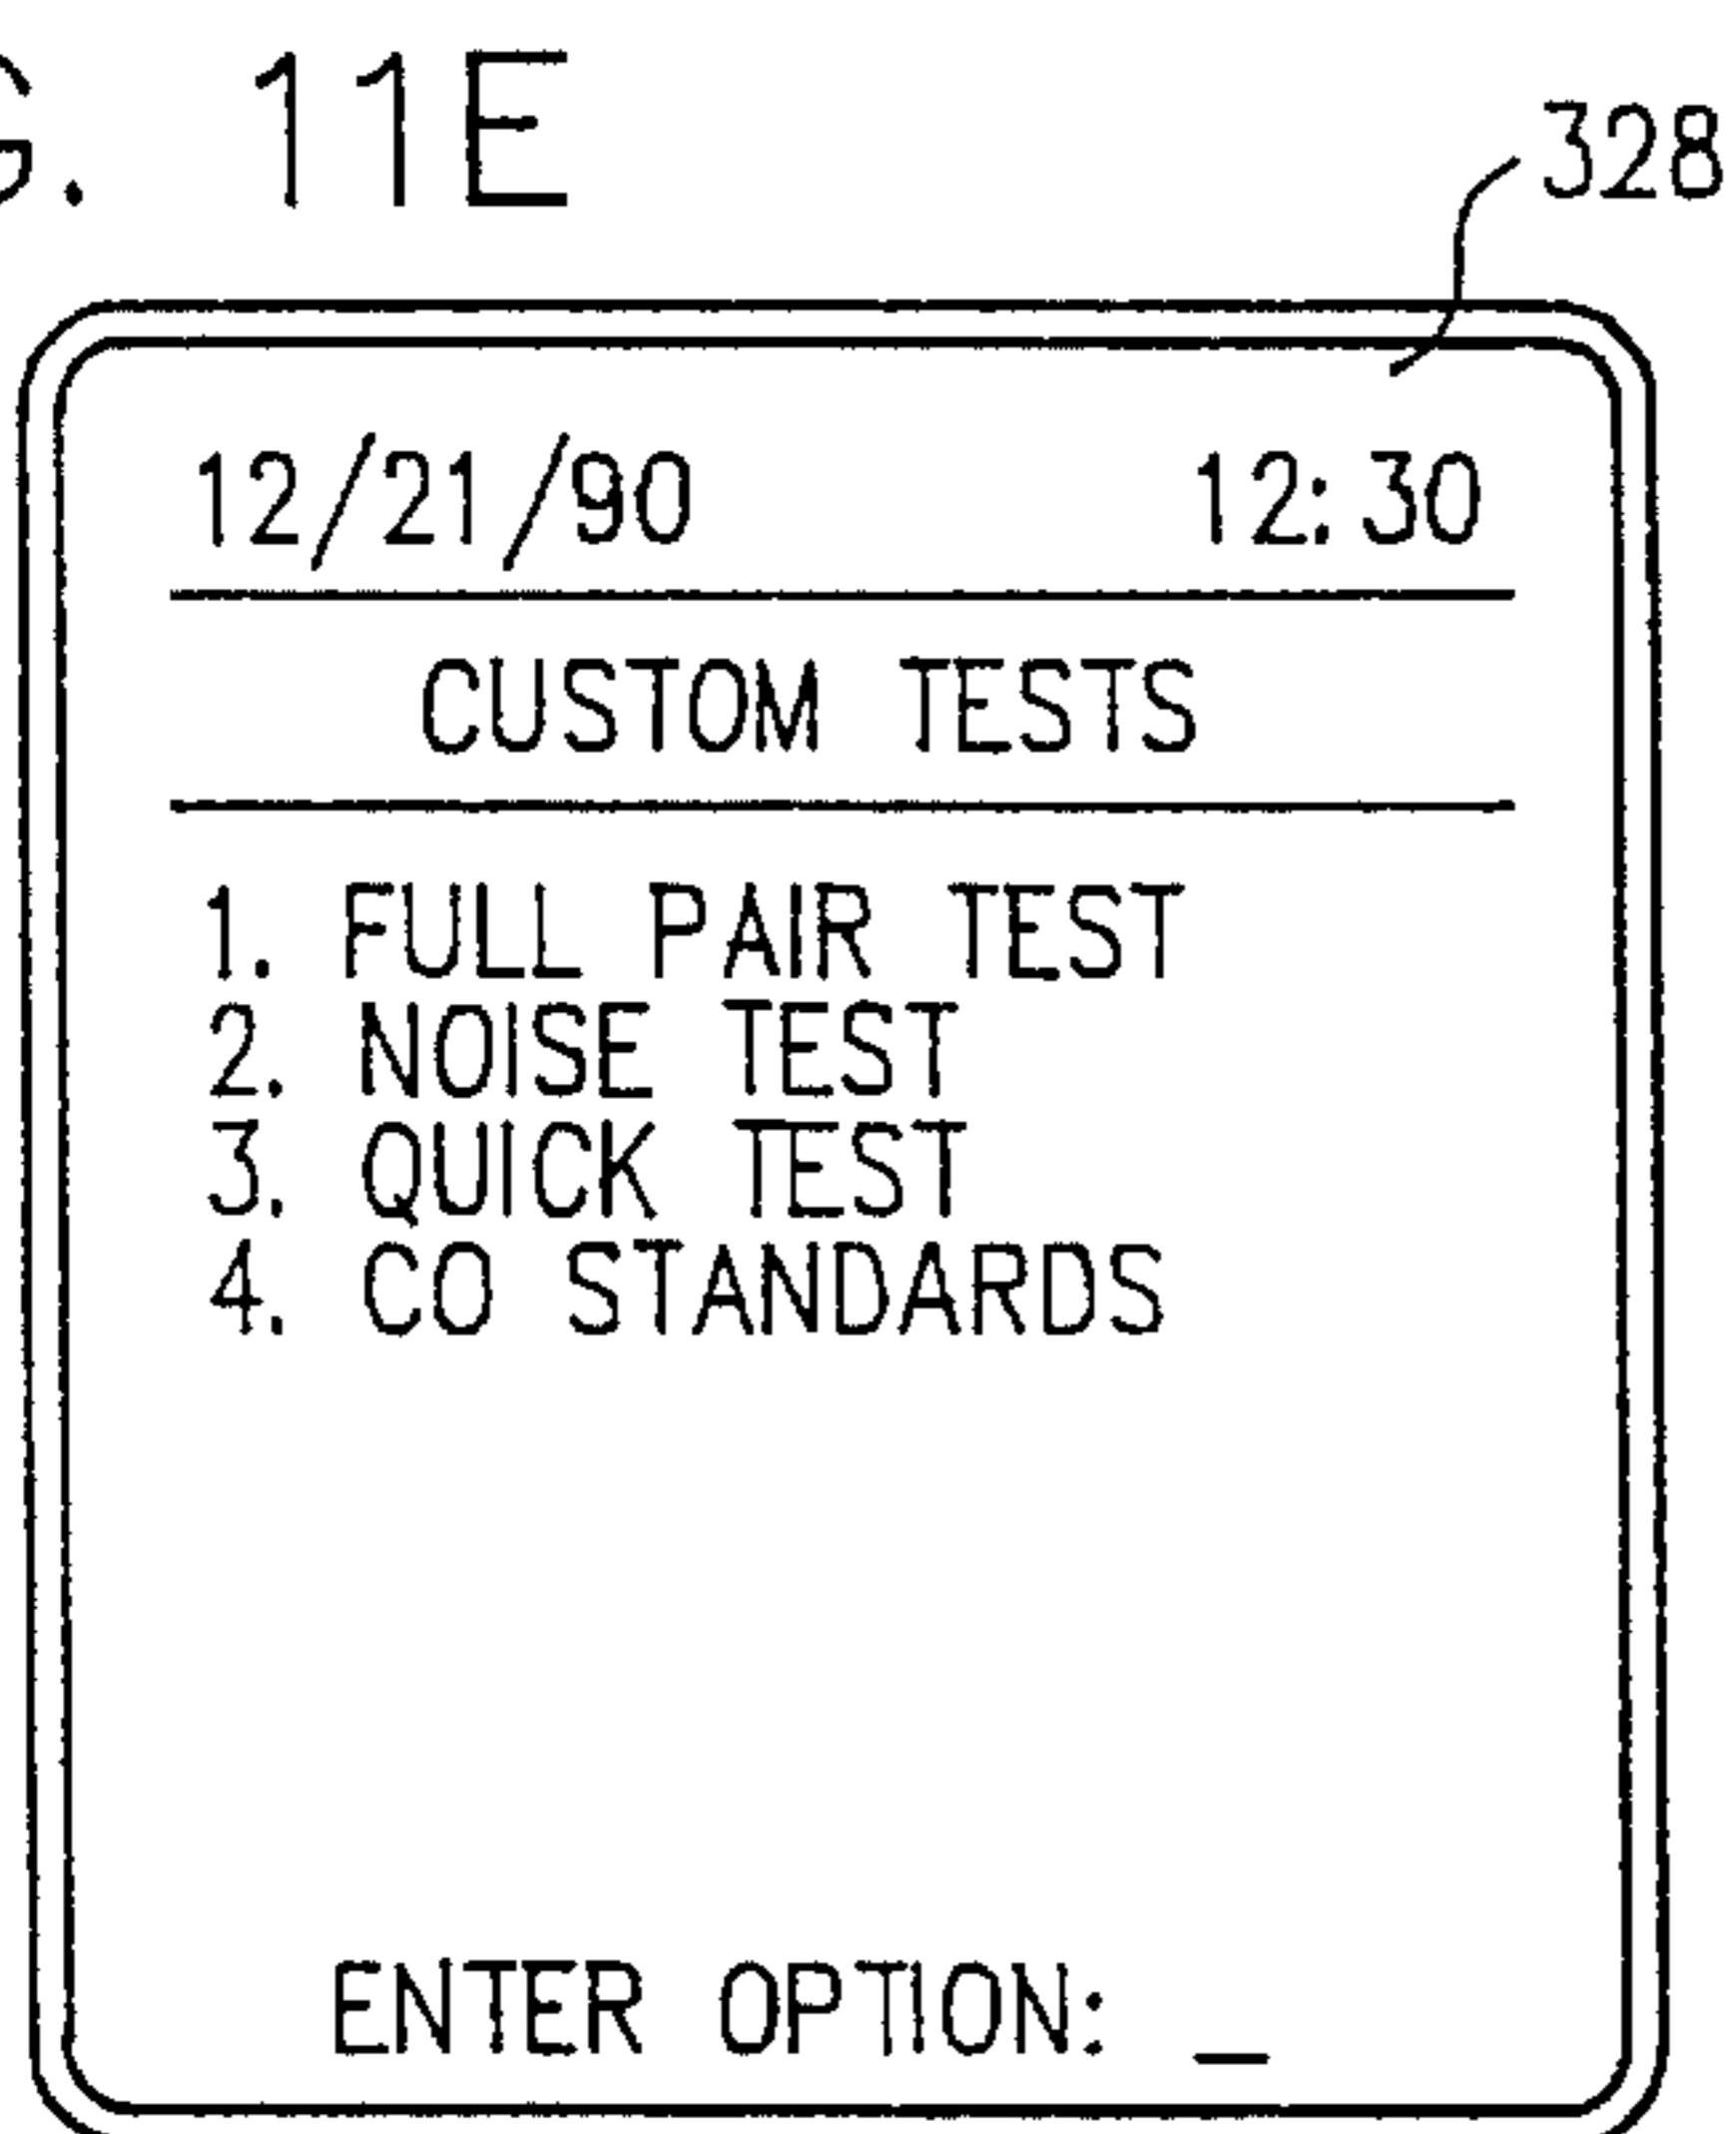 G. 11E
328
12/21/90 12:30
CUSTOM TESTS
1. FULL PAIR TEST
2. NOISE TEST
3. QUICK TEST
4. CO STANDARDS
ENTER OPTION: _